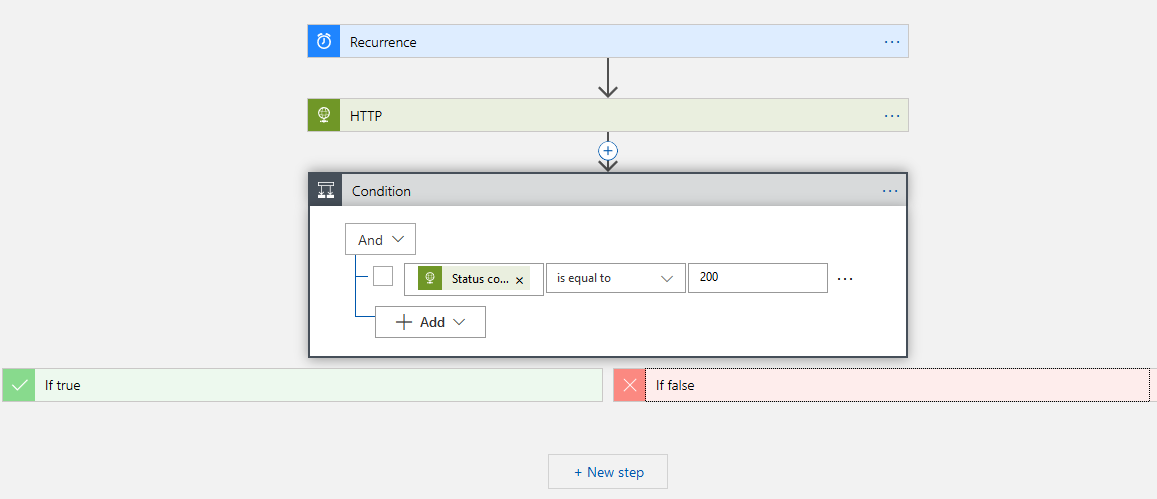 Recurrence
HTTP
Condition
And
Status co... is equal to 200
Add
If true If false
+ New step